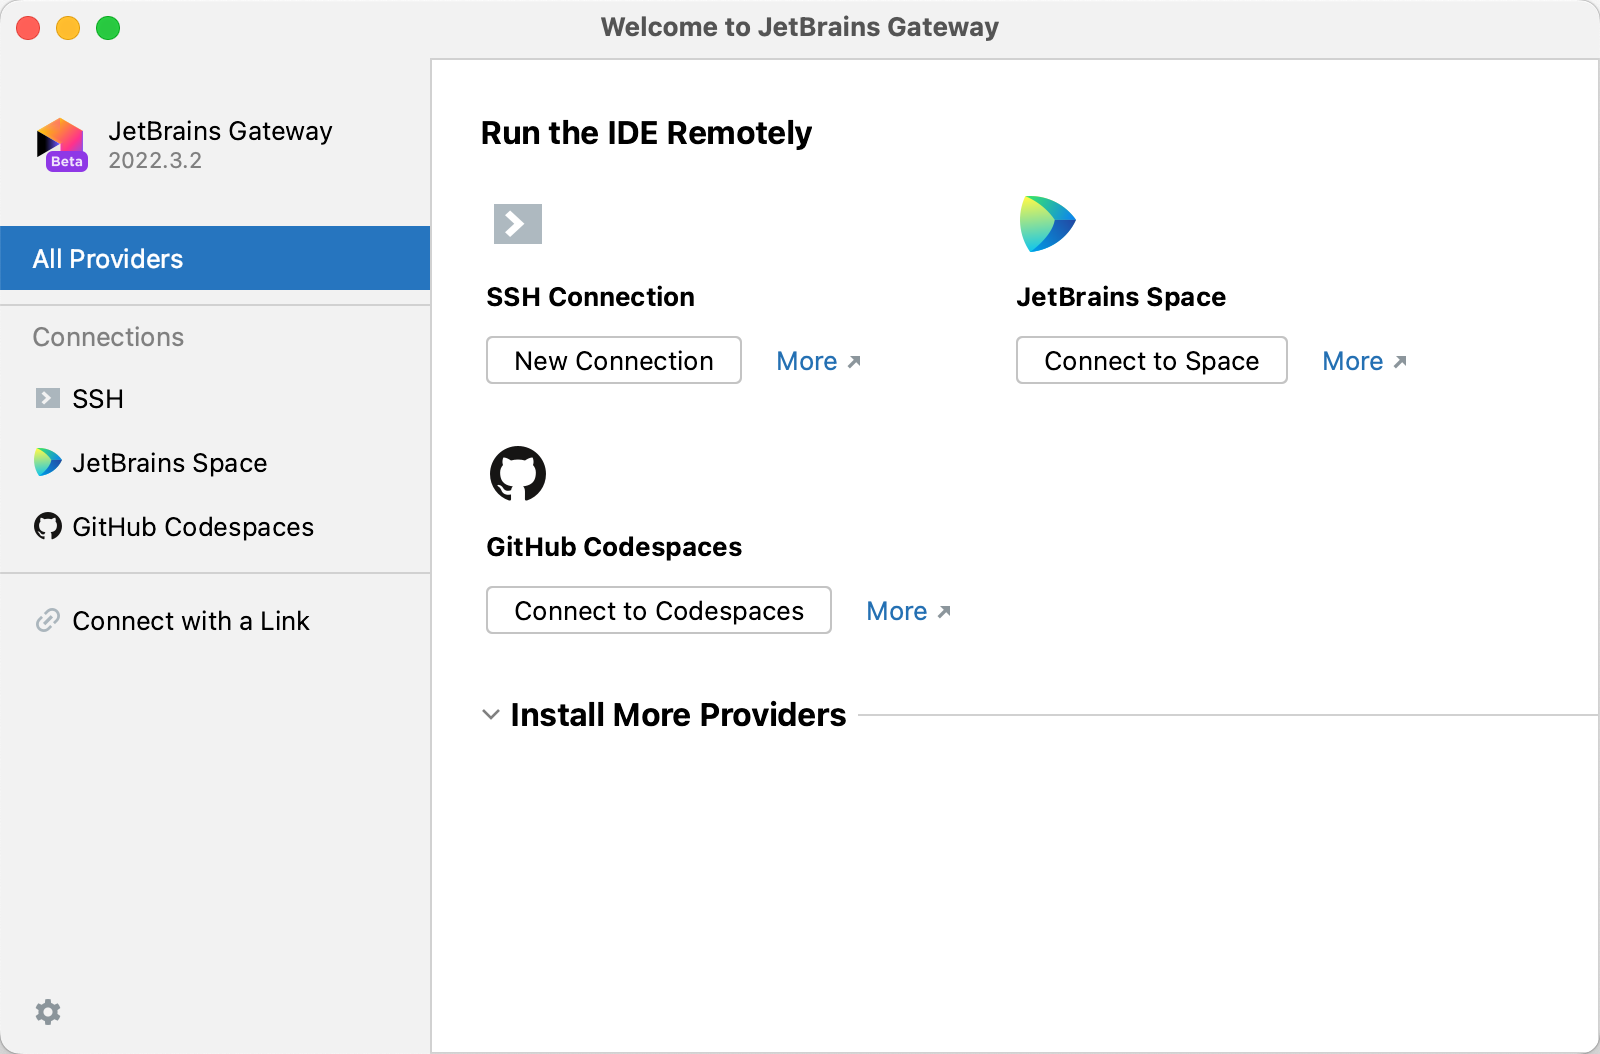 Welcome to JetBrains Gateway
JetBrains Gateway
2022.3.2
Beta
All Providers
Connections
SSH
JetBrains Space
GitHub Codespaces
Connect with a Link
Run the IDE Remotely
SSH Connection
New Connection More
JetBrains Space
Connect to Space More
GitHub Codespaces
Connect to Codespaces More
Install More Providers